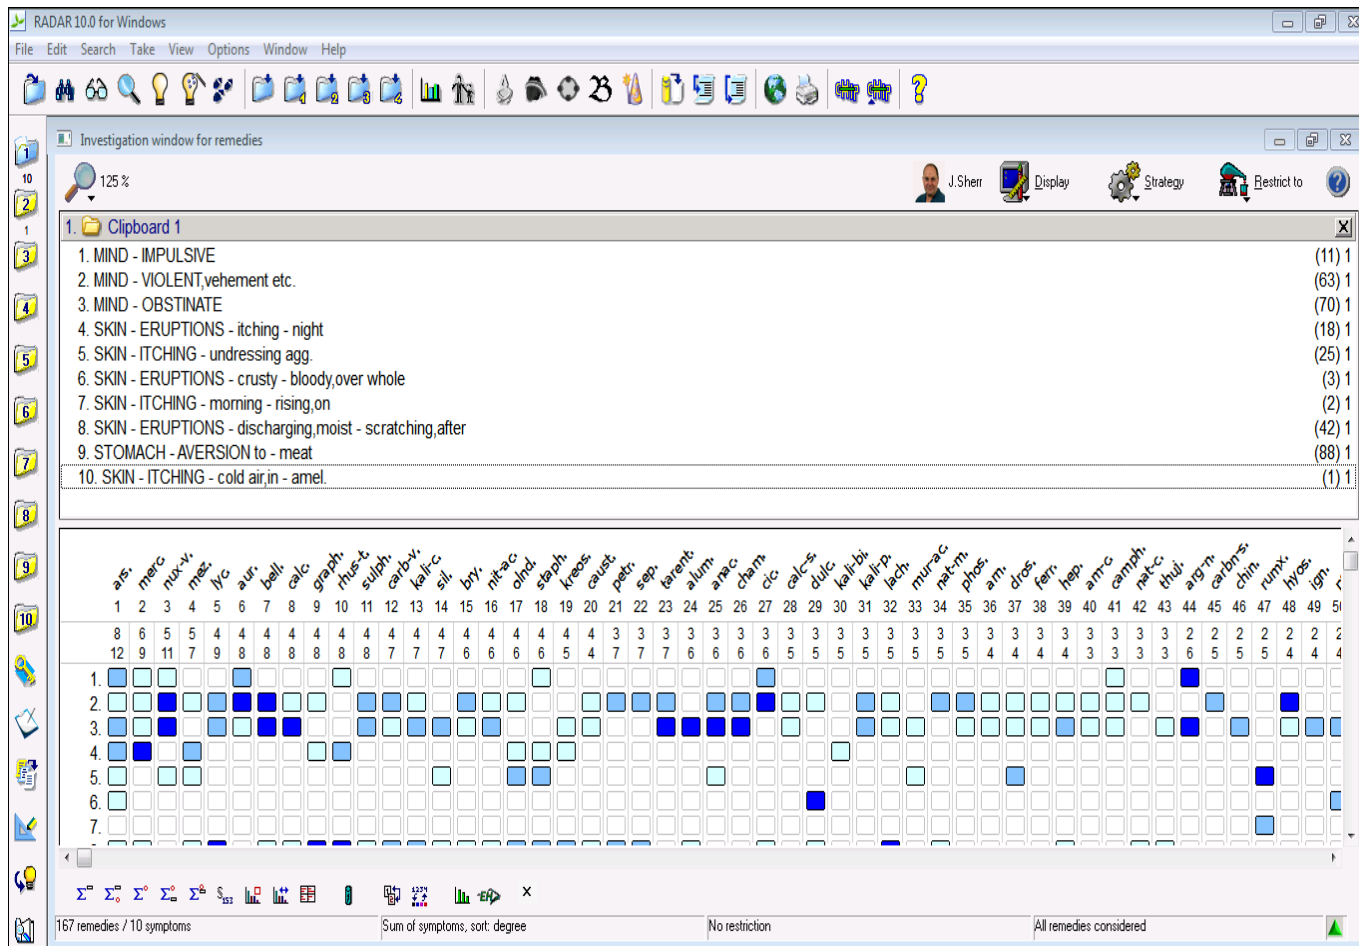 RADAR 10.0 for Windows
File Edit Search Take View Options Window Help
Investigation window for remedies
125 %
J.Sherr Display Strategy Restrict to
1. Clipboard 1 X
1. MIND - IMPULSIVE (11) 1
2. MIND - VIOLENT,vehement etc. (63) 1
3. MIND - OBSTINATE (70) 1
4. SKIN - ERUPTIONS - itching - night (18) 1
5. SKIN - ITCHING - undressing agg. (25) 1
6. SKIN - ERUPTIONS - crusty - bloody,over whole (3) 1
7. SKIN - ITCHING - morning - rising,on (2) 1
8. SKIN - ERUPTIONS - discharging,moist - scratching,after (42) 1
9. STOMACH - AVERSION to - meat (88) 1
10. SKIN - ITCHING - cold air,in - amel. (1) 1
1 10 2 1 3 4 5 6 7 8 9 10
ars. merc. nux-v. mez. lyc. aur. bell. calc. graph. rhus-t. sulph. carb-v. kali-c. sil. bry. nit-ac. olnd. staph. kreos. caust. petr. sep. tarent. alum. anac. cham. cic. calc-s. dulc. kali-bi. kali-p. lach. mur-ac. nat-m. phos. arn. dros. ferr. hep. am-c. camph. nat-c. thuj. arg-n. carbn-s. chin. rumx. hyos. ign.
1 2 3 4 5 6 7 8 9 10 11 12 13 14 15 16 17 18 19 20 21 22 23 24 25 26 27 28 29 30 31 32 33 34 35 36 37 38 39 40 41 42 43 44 45 46 47 48 49 50
8 6 5 4 4 4 4 4 4 4 4 4 4 4 4 4 4 4 4 4 3 3 3 3 3 3 3 3 3 3 3 3 3 3 3 3 3 3 3 3 3 3 3 2 2 2 2 2 2 2
12 9 11 7 9 8 8 8 8 8 8 7 7 7 6 6 6 6 5 4 7 7 7 6 6 6 6 5 5 5 5 5 5 5 5 4 4 4 4 3 3 3 3 6 5 5 5 4 4 4
1.
2.
3.
4.
5.
6.
7.
167 remedies / 10 symptoms Sum of symptoms, sort: degree No restriction All remedies considered